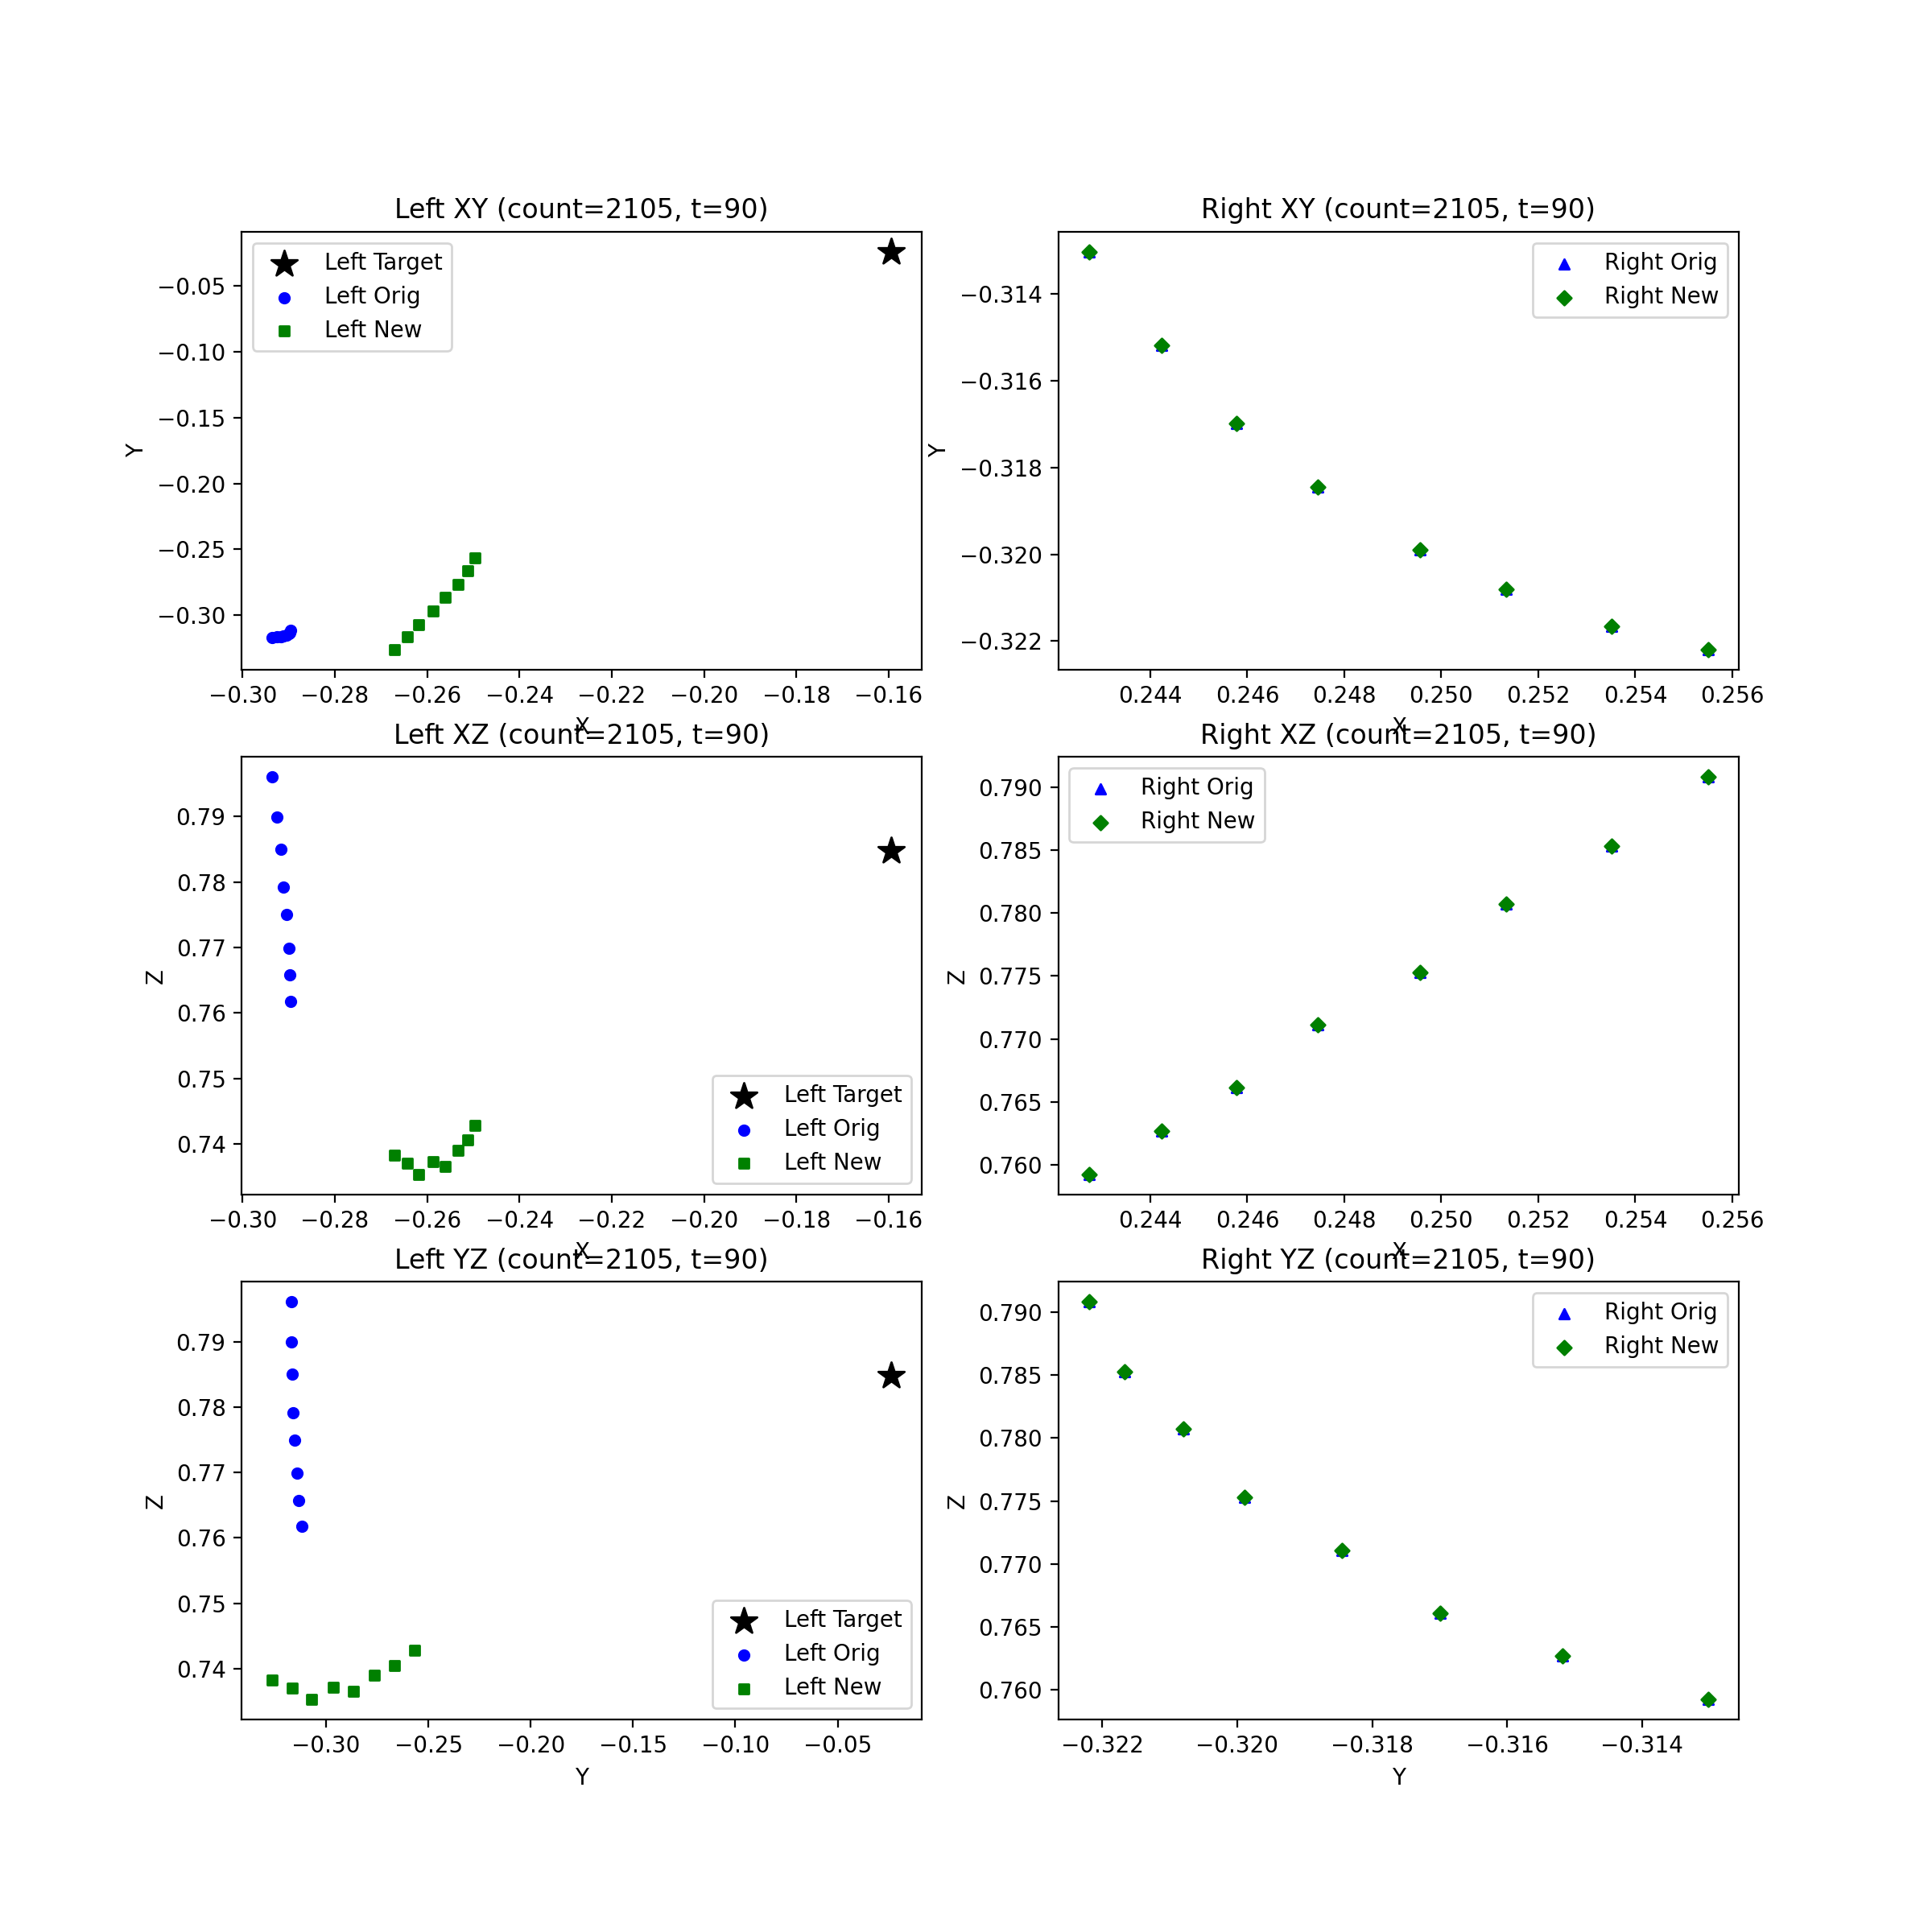 Left XY (count=2105, t=90)
Left Target
Left Orig
Left New
Y
−0.05
−0.10
−0.15
−0.20
−0.25
−0.30
−0.30 −0.28 −0.26 −0.24 −0.22 −0.20 −0.18 −0.16
X
Right XY (count=2105, t=90)
Right Orig
Right New
Y
−0.314
−0.316
−0.318
−0.320
−0.322
0.244 0.246 0.248 0.250 0.252 0.254 0.256
X
Left XZ (count=2105, t=90)
Z
0.79
0.78
0.77
0.76
0.75
0.74
Left Target
Left Orig
Left New
−0.30 −0.28 −0.26 −0.24 −0.22 −0.20 −0.18 −0.16
X
Right XZ (count=2105, t=90)
Right Orig
Right New
Z
0.790
0.785
0.780
0.775
0.770
0.765
0.760
0.244 0.246 0.248 0.250 0.252 0.254 0.256
X
Left YZ (count=2105, t=90)
Z
0.79
0.78
0.77
0.76
0.75
0.74
Left Target
Left Orig
Left New
−0.30 −0.25 −0.20 −0.15 −0.10 −0.05
Y
Right YZ (count=2105, t=90)
Right Orig
Right New
Z
0.790
0.785
0.780
0.775
0.770
0.765
0.760
−0.322 −0.320 −0.318 −0.316 −0.314
Y